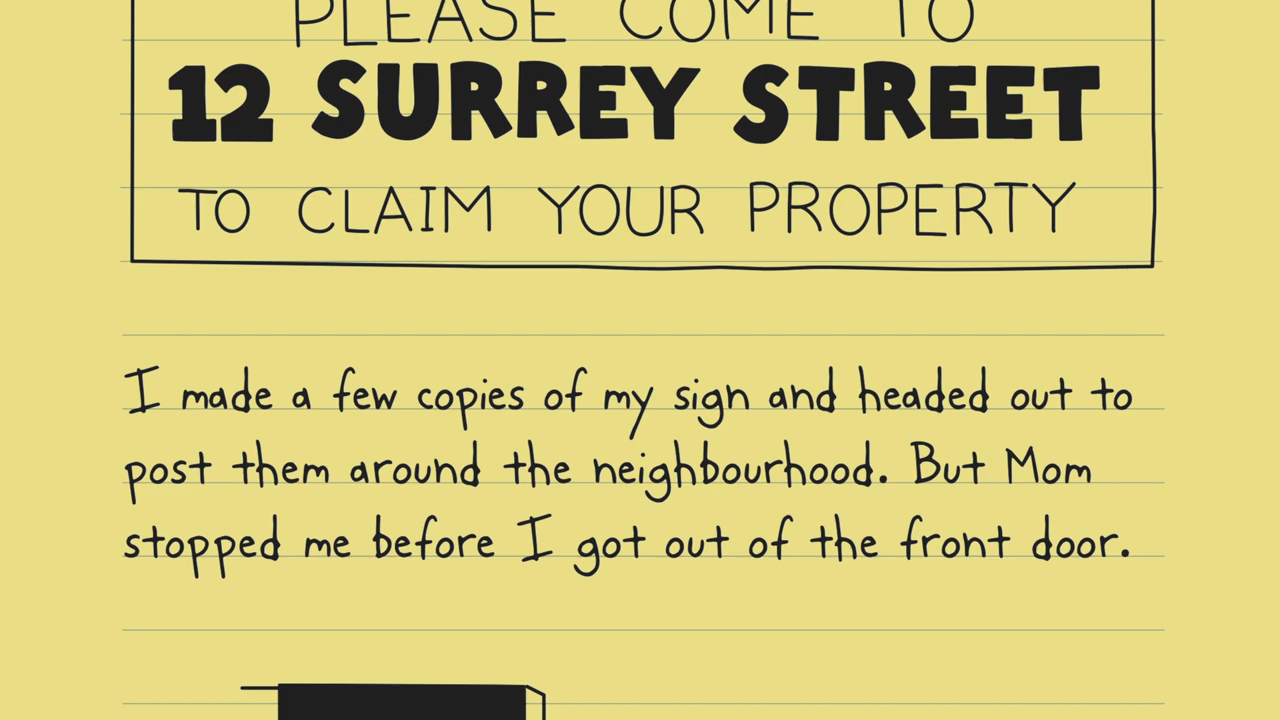 PLEASE COME TO
12 SURREY STREET
TO CLAIM YOUR PROPERTY
I made a few copies of my sign and headed out to
post them around the neighbourhood. But Mom
stopped me before I got out of the front door.